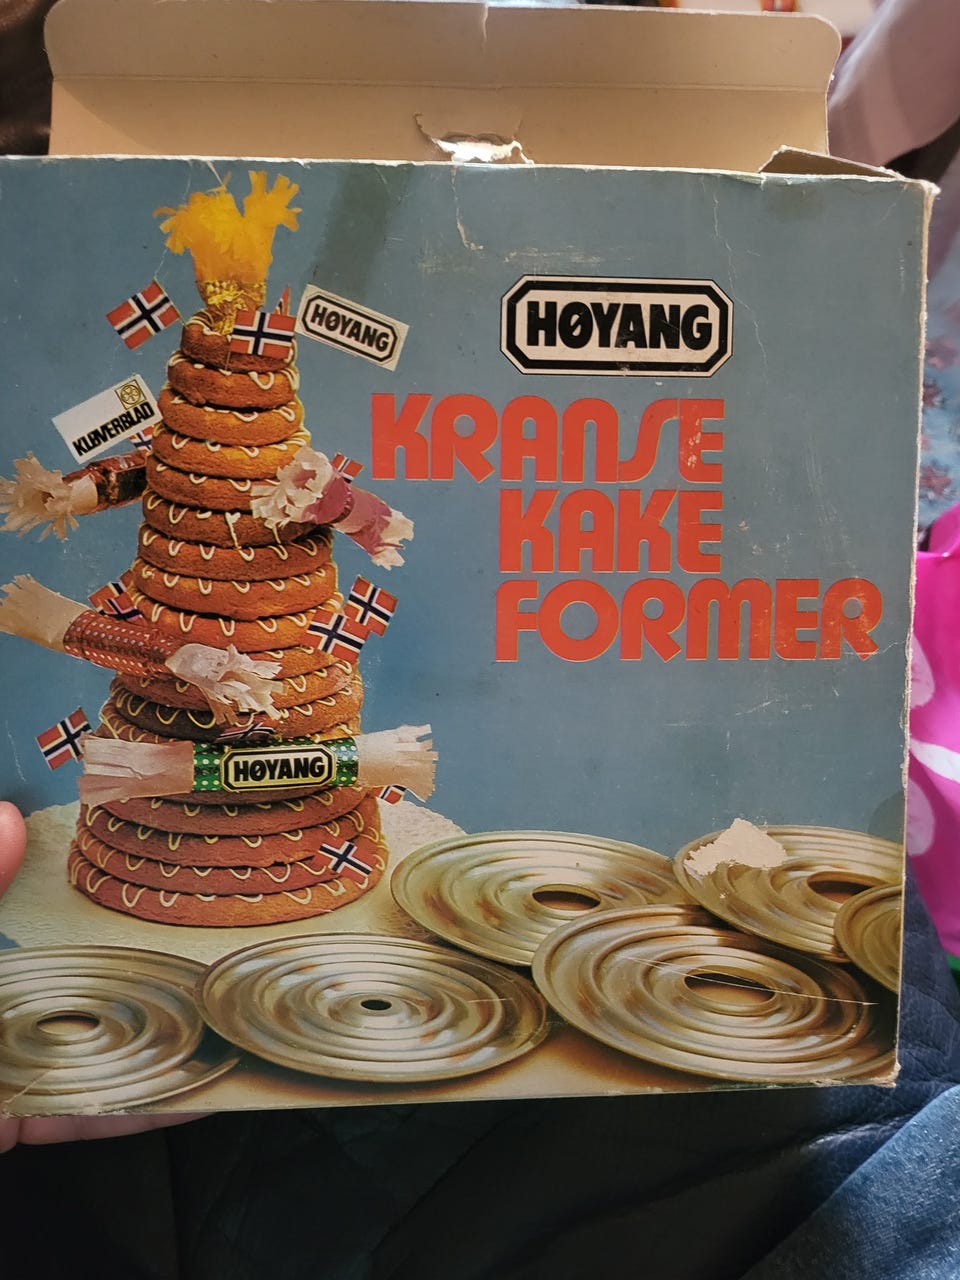 HØYANG
HØYANG
KLØVERBLAD
KRANSE
KAKE
FORMER
HØYANG